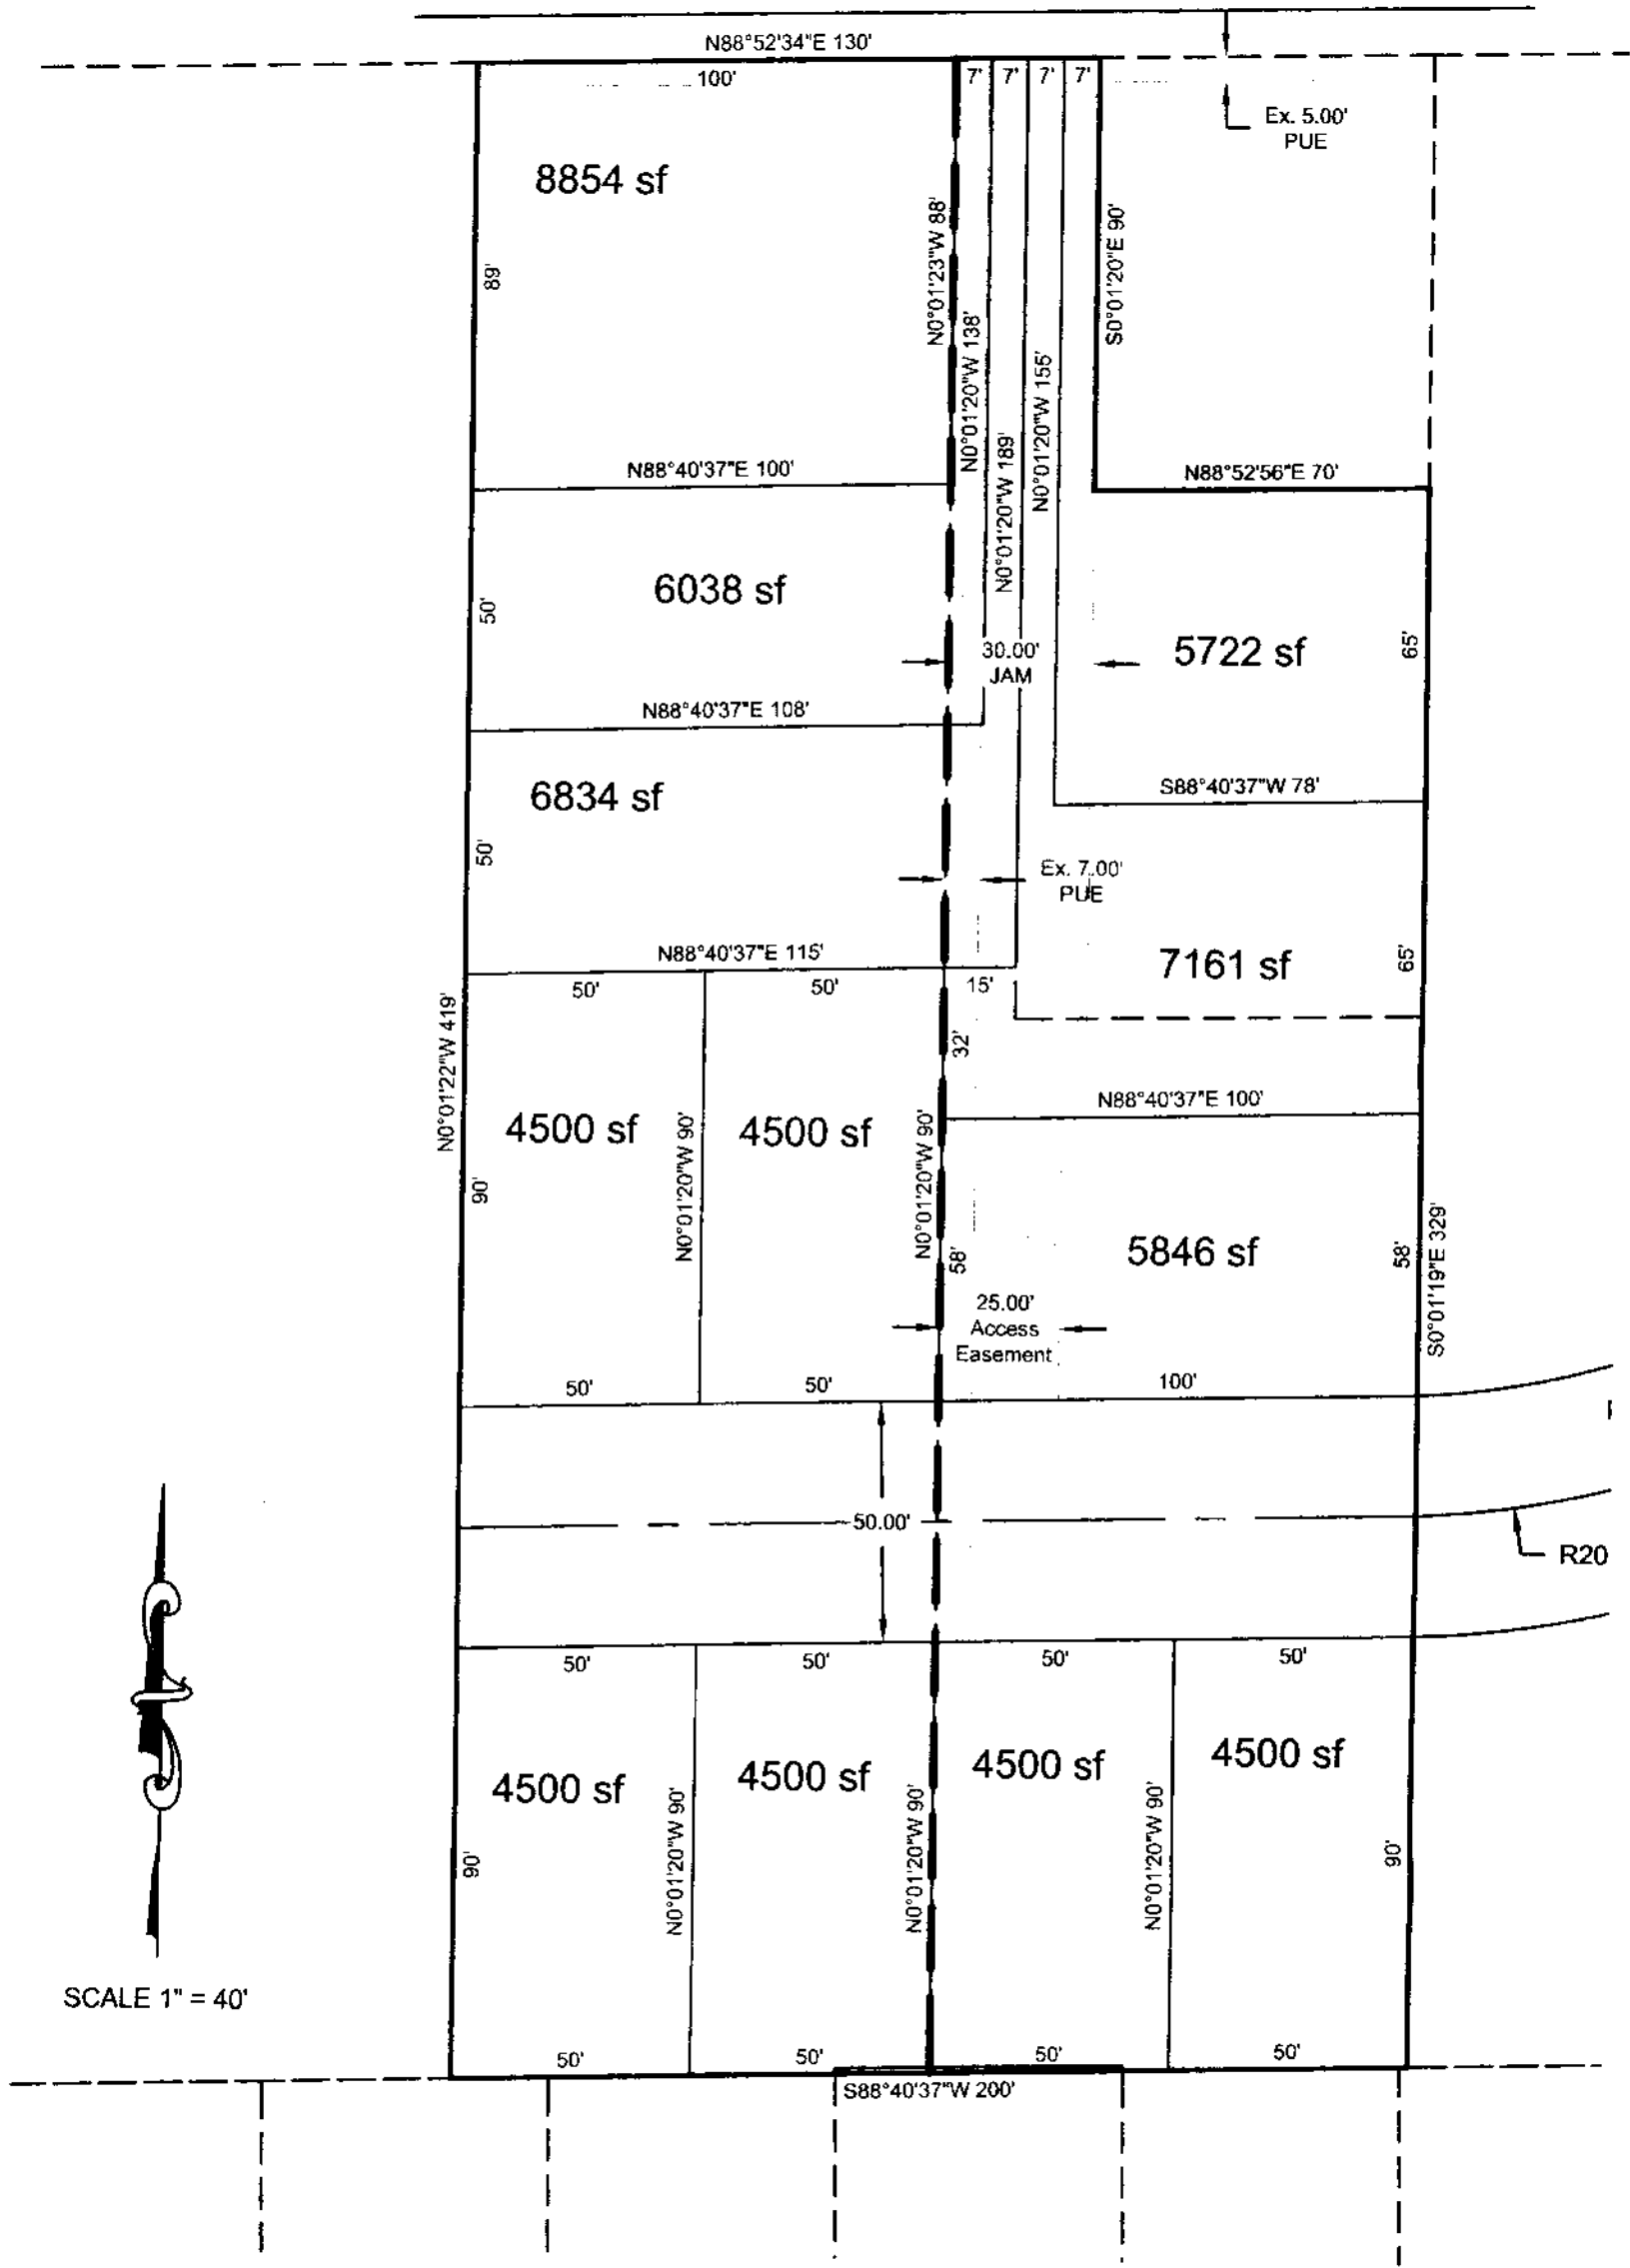 N88°52'34"E 130'
100'
7' 7' 7' 7'
Ex. 5.00'
PUE
8854 sf
89'
N0°01'23"W 88'
N0°01'20"W 138'
N0°01'20"W 189'
N0°01'20"W 155'
S0°01'20"E 90'
N88°40'37"E 100'
N88°52'56"E 70'
6038 sf
50'
30.00'
JAM
5722 sf
65'
N88°40'37"E 108'
6834 sf
50'
S88°40'37"W 78'
Ex. 7.00'
PUE
N88°40'37"E 115'
7161 sf
65'
50'
50'
15'
N0°01'22"W 419'
32'
N88°40'37"E 100'
4500 sf
N0°01'20"W 90'
4500 sf
N0°01'20"W 90'
90'
58'
5846 sf
58'
S0°01'19"E 329'
25.00'
Access
Easement
50'
50'
100'
50.00'
R20
50'
50'
50'
50'
4500 sf
4500 sf
4500 sf
4500 sf
90'
N0°01'20"W 90'
N0°01'20"W 90'
N0°01'20"W 90'
90'
SCALE 1" = 40'
50'
50'
50'
50'
S88°40'37"W 200'